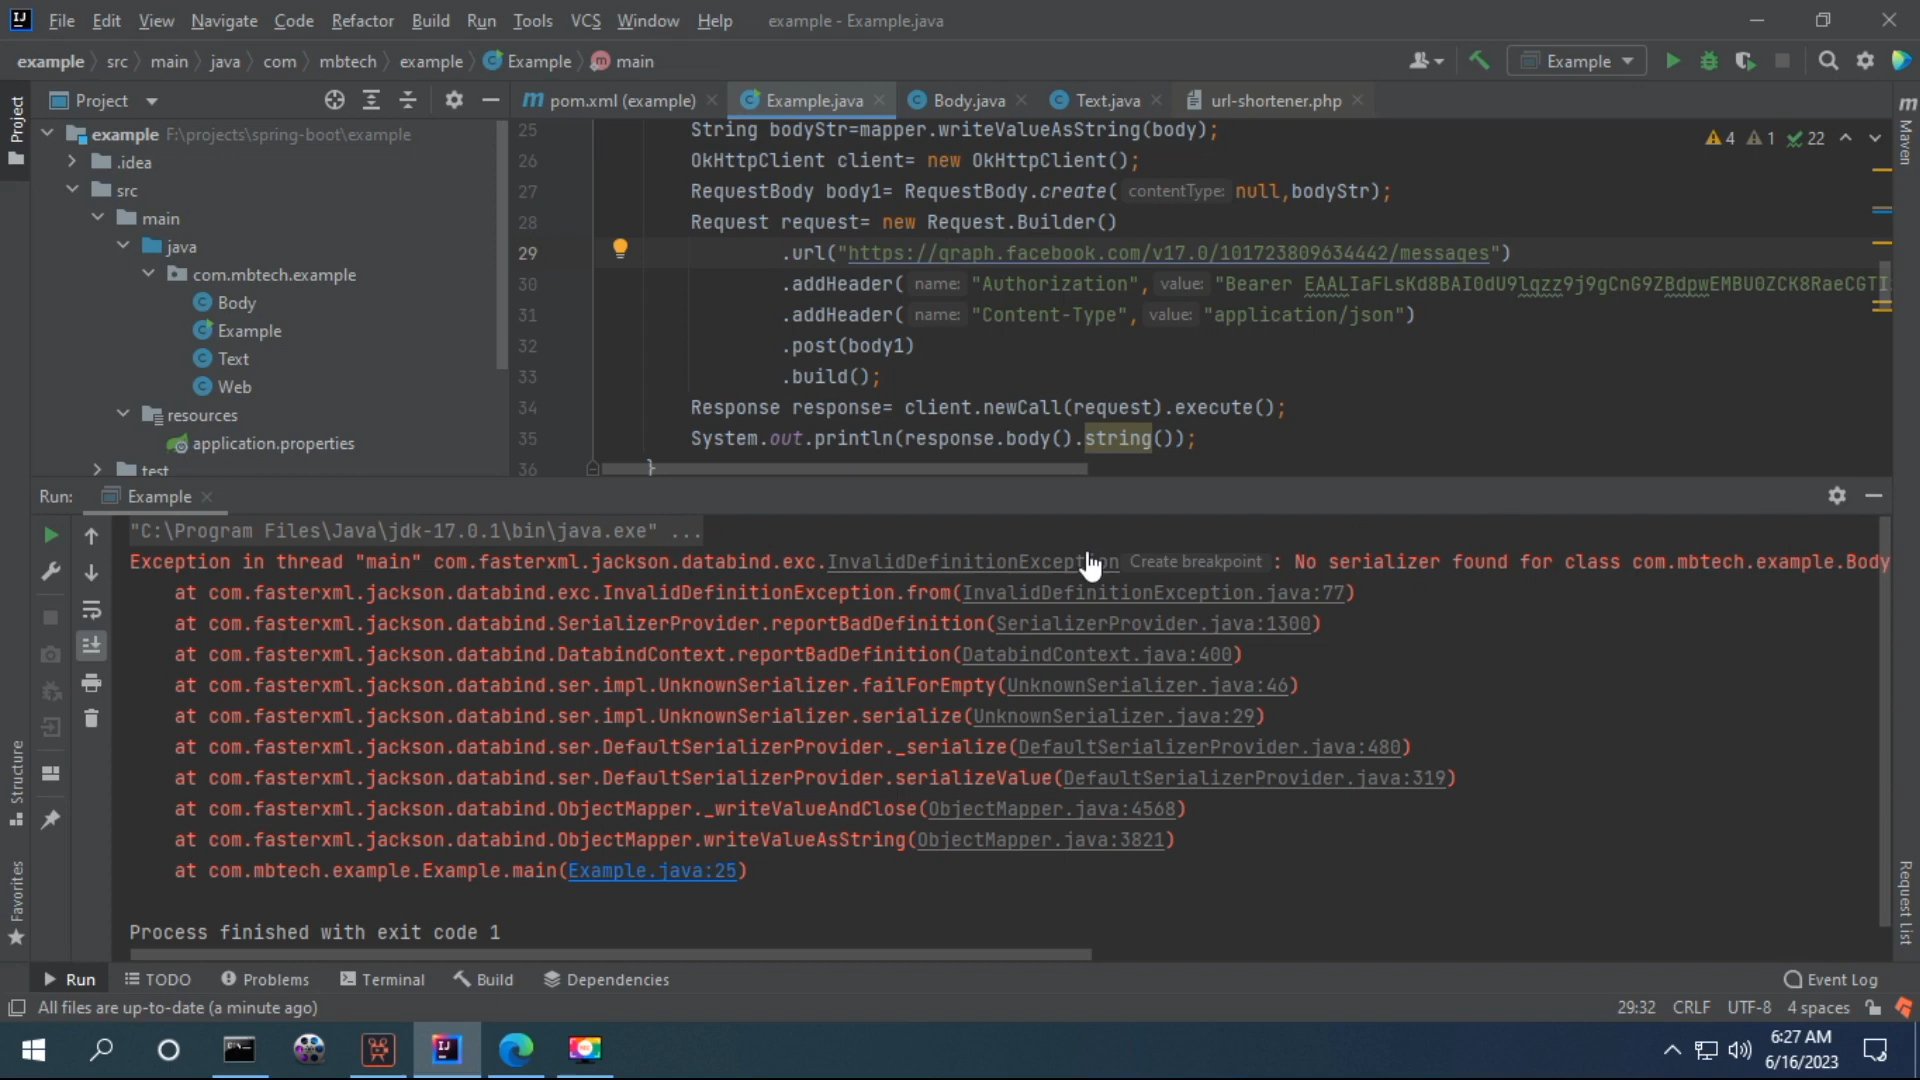 IJ File Edit View Navigate Code Refactor Build Run Tools VCS Window Help example - Example.java
example src main java com mbtech example Example main
Example
Project
pom.xml (example) Example.java Body.java Text.java url-shortener.php
Project
Maven
example F:\projects\spring-boot\example
.idea
src
main
java
com.mbtech.example
Body
Example
Text
Web
resources
application.properties
test
4 1 22
25 String bodyStr=mapper.writeValueAsString(body);
26 OkHttpClient client= new OkHttpClient();
27 RequestBody body1= RequestBody.create( contentType: null,bodyStr);
28 Request request= new Request.Builder()
29 .url("https://graph.facebook.com/v17.0/101723809634442/messages")
30 .addHeader( name: "Authorization", value: "Bearer EAALIaFLsKd8BAI0dU9lqzz9j9gCnG9ZBdpwEMBU0ZCK8RaeCGTI
31 .addHeader( name: "Content-Type", value: "application/json")
32 .post(body1)
33 .build();
34 Response response= client.newCall(request).execute();
35 System.out.println(response.body().string());
36 }
Run: Example
"C:\Program Files\Java\jdk-17.0.1\bin\java.exe" ...
Exception in thread "main" com.fasterxml.jackson.databind.exc.InvalidDefinitionException Create breakpoint : No serializer found for class com.mbtech.example.Body
at com.fasterxml.jackson.databind.exc.InvalidDefinitionException.from(InvalidDefinitionException.java:77)
at com.fasterxml.jackson.databind.SerializerProvider.reportBadDefinition(SerializerProvider.java:1300)
at com.fasterxml.jackson.databind.DatabindContext.reportBadDefinition(DatabindContext.java:400)
at com.fasterxml.jackson.databind.ser.impl.UnknownSerializer.failForEmpty(UnknownSerializer.java:46)
at com.fasterxml.jackson.databind.ser.impl.UnknownSerializer.serialize(UnknownSerializer.java:29)
at com.fasterxml.jackson.databind.ser.DefaultSerializerProvider._serialize(DefaultSerializerProvider.java:480)
at com.fasterxml.jackson.databind.ser.DefaultSerializerProvider.serializeValue(DefaultSerializerProvider.java:319)
at com.fasterxml.jackson.databind.ObjectMapper._writeValueAndClose(ObjectMapper.java:4568)
at com.fasterxml.jackson.databind.ObjectMapper.writeValueAsString(ObjectMapper.java:3821)
at com.mbtech.example.Example.main(Example.java:25)
Process finished with exit code 1
Structure
Favorites
Request List
Run TODO Problems Terminal Build Dependencies Event Log
All files are up-to-date (a minute ago) 29:32 CRLF UTF-8 4 spaces
6:27 AM
6/16/2023